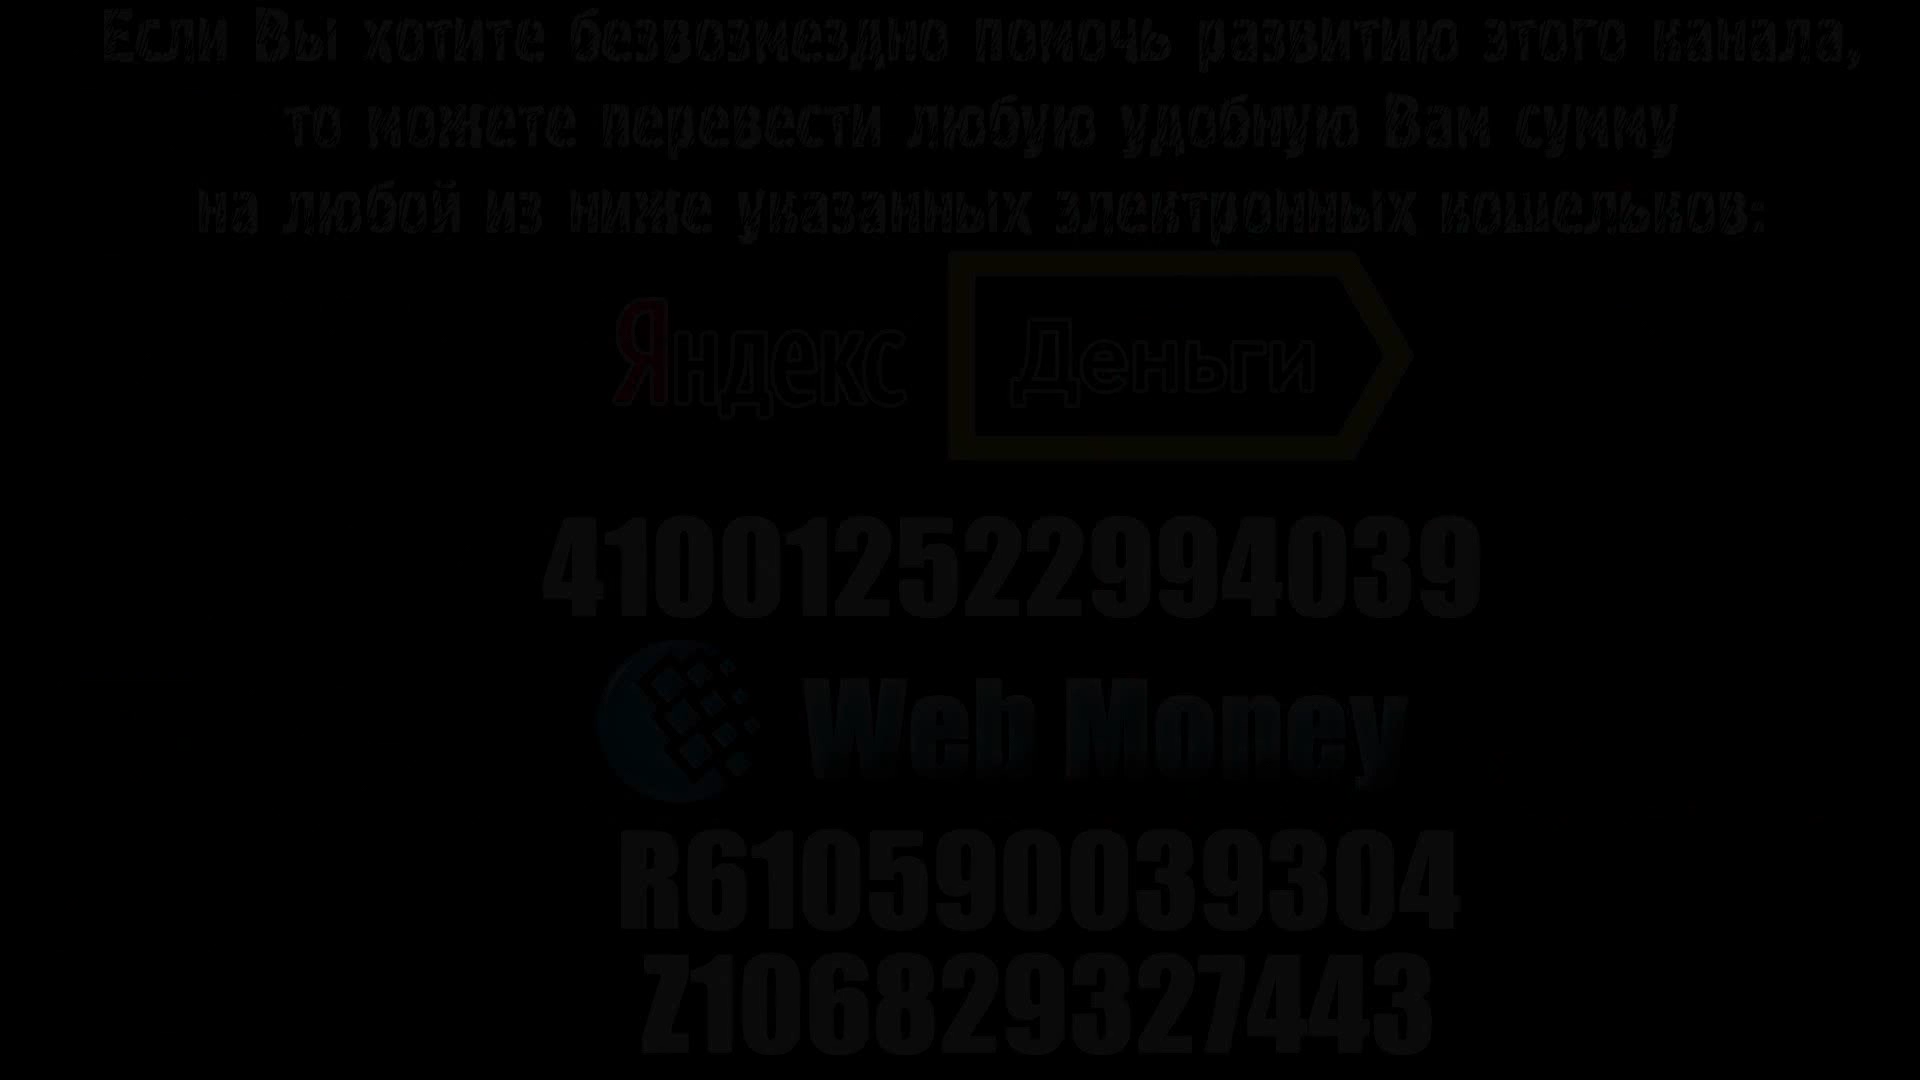 Если Вы хотите безвозмездно помочь развитию этого канала,
то можете перевести любую удобную Вам сумму
на любой из ниже указанных электронных кошельков:
Яндекс Деньги
410012522994039
Web Money
R610590039304
Z106829327443